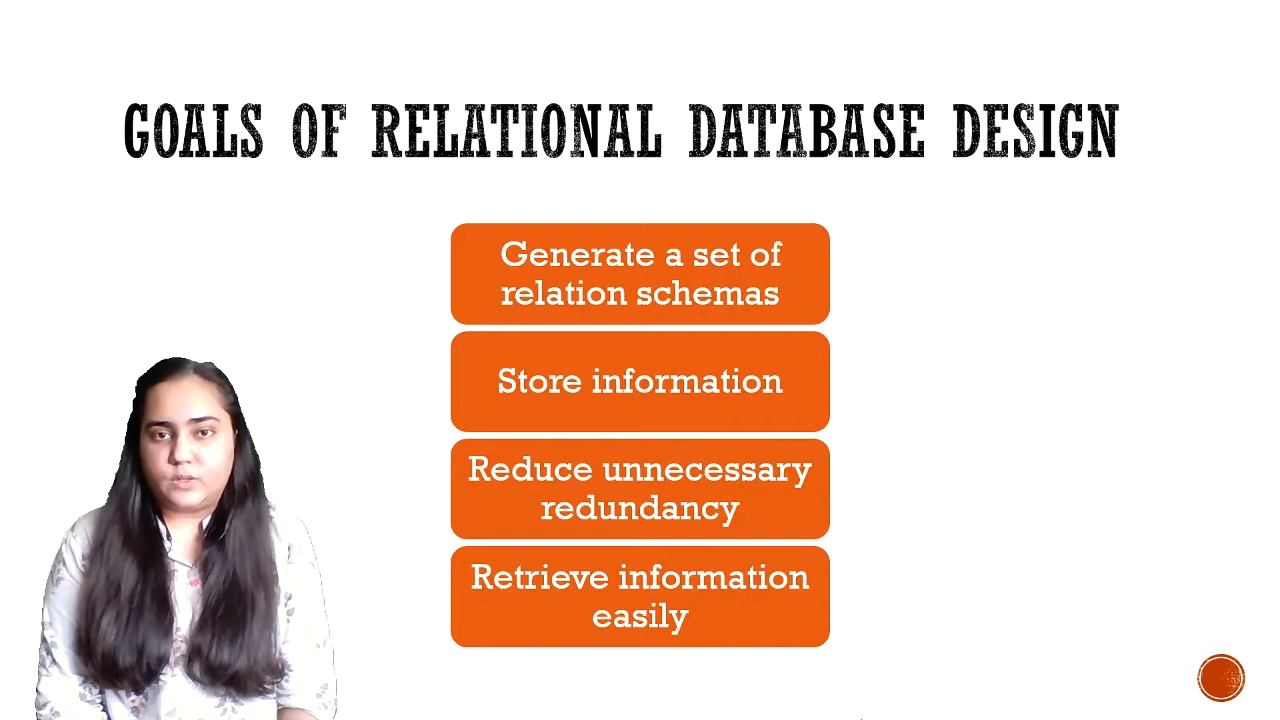 GOALS OF RELATIONAL DATABASE DESIGN
Generate a set of
relation schemas
Store information
Reduce unnecessary
redundancy
Retrieve information
easily